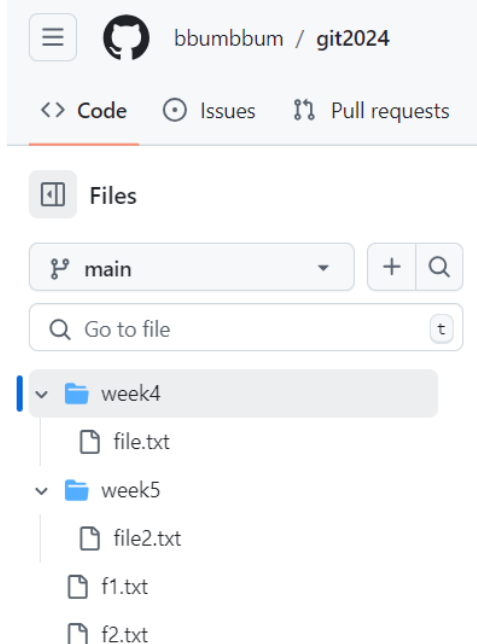 bbumbbum / git2024
<> Code Issues Pull requests
Files
main
Go to file t
week4
file.txt
week5
file2.txt
f1.txt
f2.txt